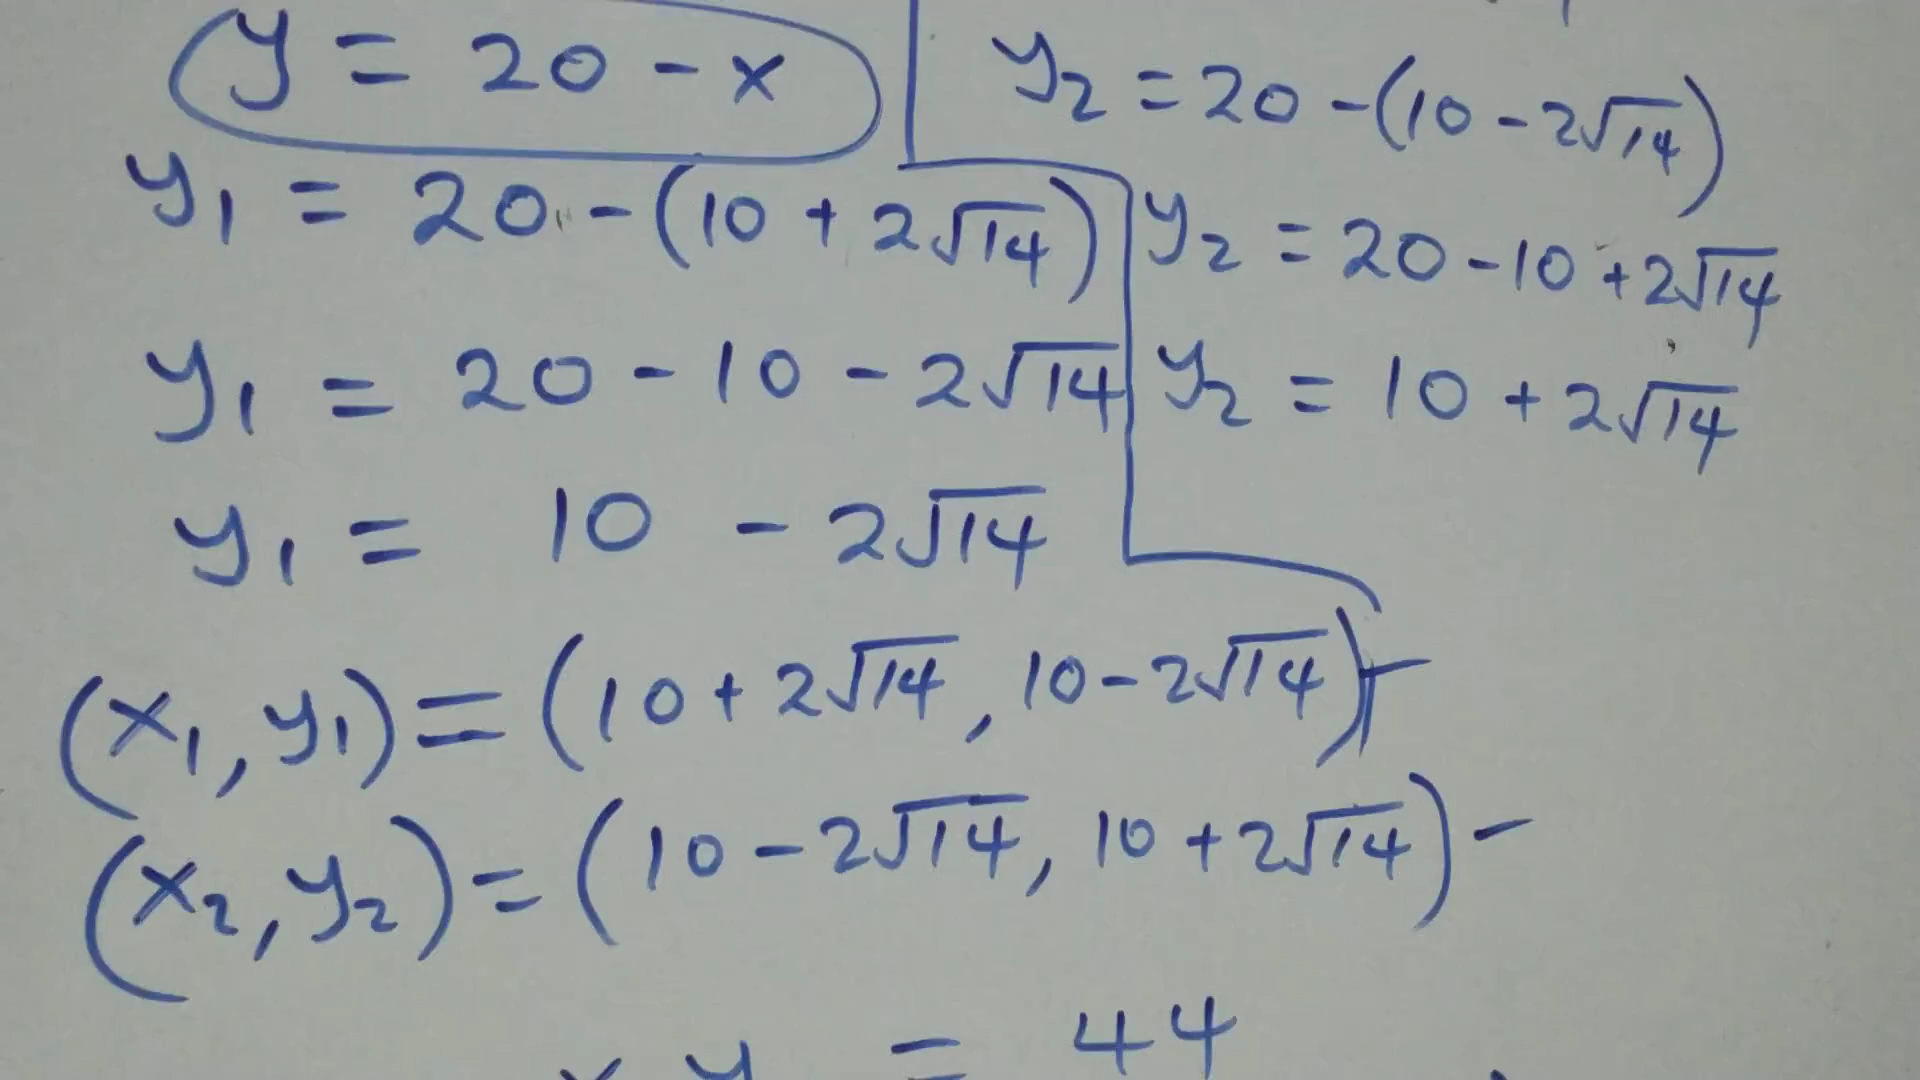 y = 20 - x
y₁ = 20 - (10 + 2√14)
y₁ = 20 - 10 - 2√14
y₁ = 10 - 2√14
y₂ = 20 - (10 - 2√14)
y₂ = 20 - 10 + 2√14
y₂ = 10 + 2√14
(x₁, y₁) = (10 + 2√14, 10 - 2√14)
(x₂, y₂) = (10 - 2√14, 10 + 2√14)
x y = 44